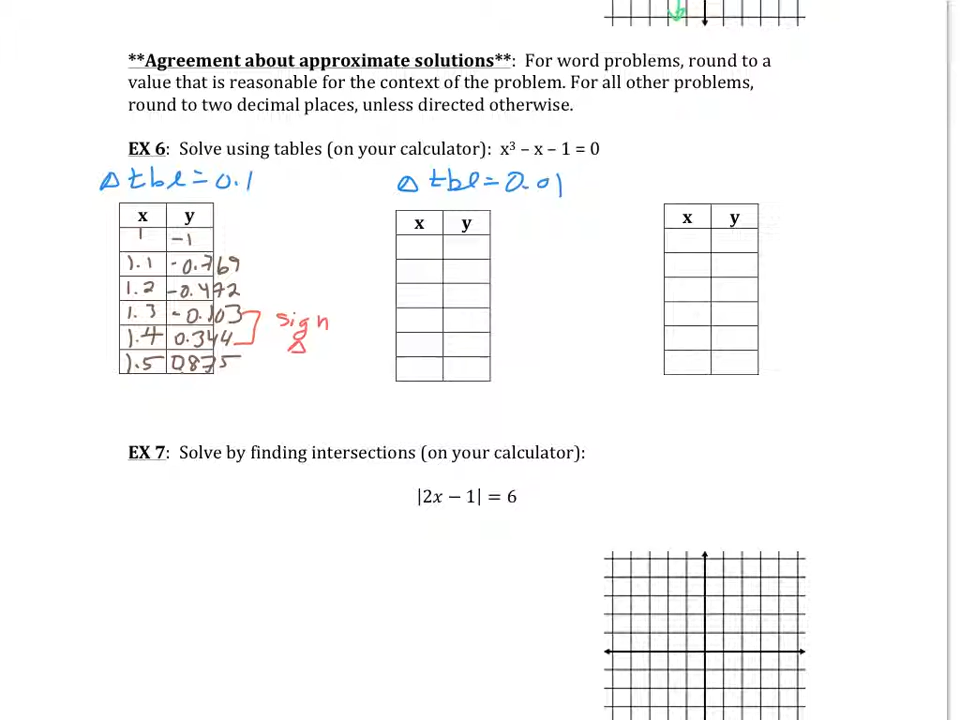 **Agreement about approximate solutions**: For word problems, round to a
value that is reasonable for the context of the problem. For all other problems,
round to two decimal places, unless directed otherwise.
EX 6: Solve using tables (on your calculator): x³ – x – 1 = 0
Δ tbl = 0.1
x y
1 -1
1.1 -0.769
1.2 -0.472
1.3 -0.103
1.4 0.344
1.5 0.875
sign
Δ
Δ tbl = 0.01
x y
x y
EX 7: Solve by finding intersections (on your calculator):
|2x − 1| = 6